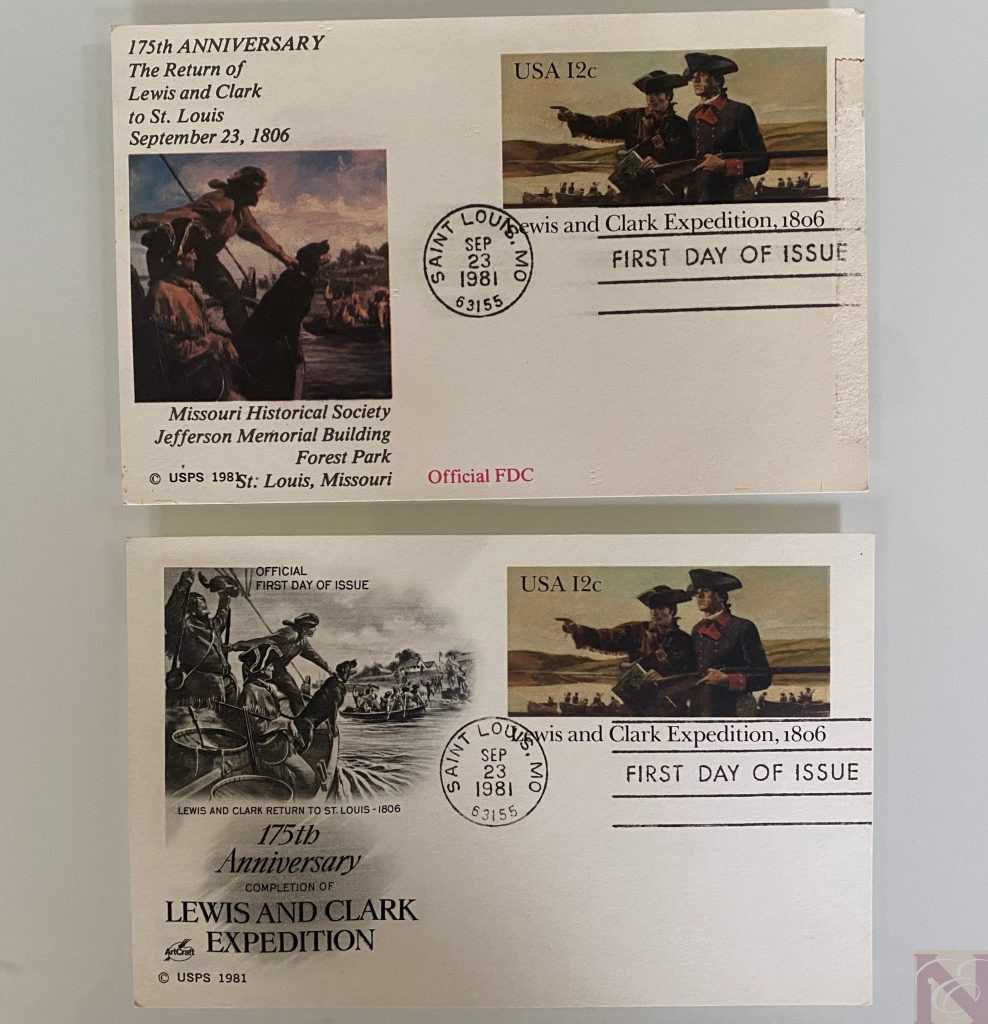 175th ANNIVERSARY
The Return of
Lewis and Clark
to St. Louis
September 23, 1806
USA 12c
Lewis and Clark Expedition, 1806
SAINT LOUIS, MO
SEP
23
1981
63155
FIRST DAY OF ISSUE
Missouri Historical Society
Jefferson Memorial Building
Forest Park
St. Louis, Missouri
© USPS 1981
Official FDC
OFFICIAL
FIRST DAY OF ISSUE
USA 12c
Lewis and Clark Expedition, 1806
SAINT LOUIS, MO
SEP
23
1981
63155
FIRST DAY OF ISSUE
LEWIS AND CLARK RETURN TO ST. LOUIS - 1806
175th
Anniversary
COMPLETION OF
LEWIS AND CLARK
EXPEDITION
ArtCraft
© USPS 1981